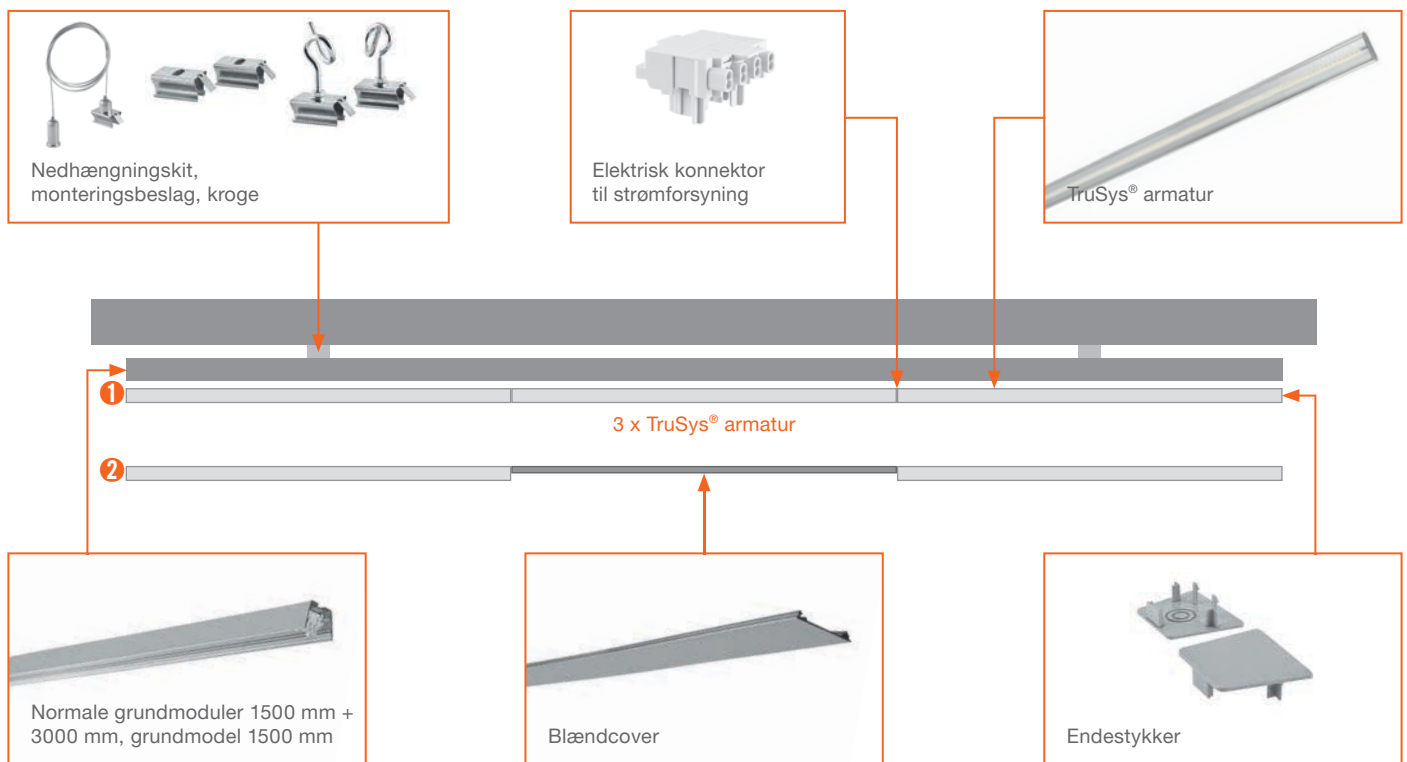 Nedhængningskit,
monteringsbeslag, kroge
Elektrisk konnektor
til strømforsyning
TruSys® armatur
1
3 x TruSys® armatur
2
Normale grundmoduler 1500 mm +
3000 mm, grundmodel 1500 mm
Blændcover
Endestykker